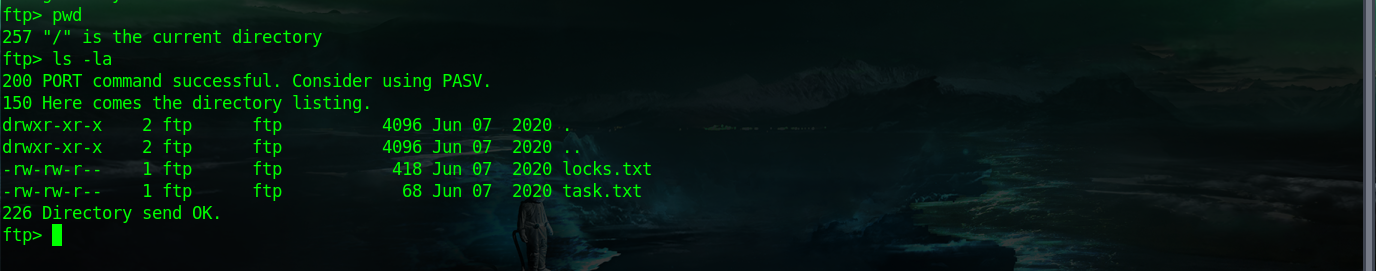 ftp> pwd
257 "/" is the current directory
ftp> ls -la
200 PORT command successful. Consider using PASV.
150 Here comes the directory listing.
drwxr-xr-x    2 ftp      ftp          4096 Jun 07  2020 .
drwxr-xr-x    2 ftp      ftp          4096 Jun 07  2020 ..
-rw-rw-r--    1 ftp      ftp           418 Jun 07  2020 locks.txt
-rw-rw-r--    1 ftp      ftp            68 Jun 07  2020 task.txt
226 Directory send OK.
ftp>